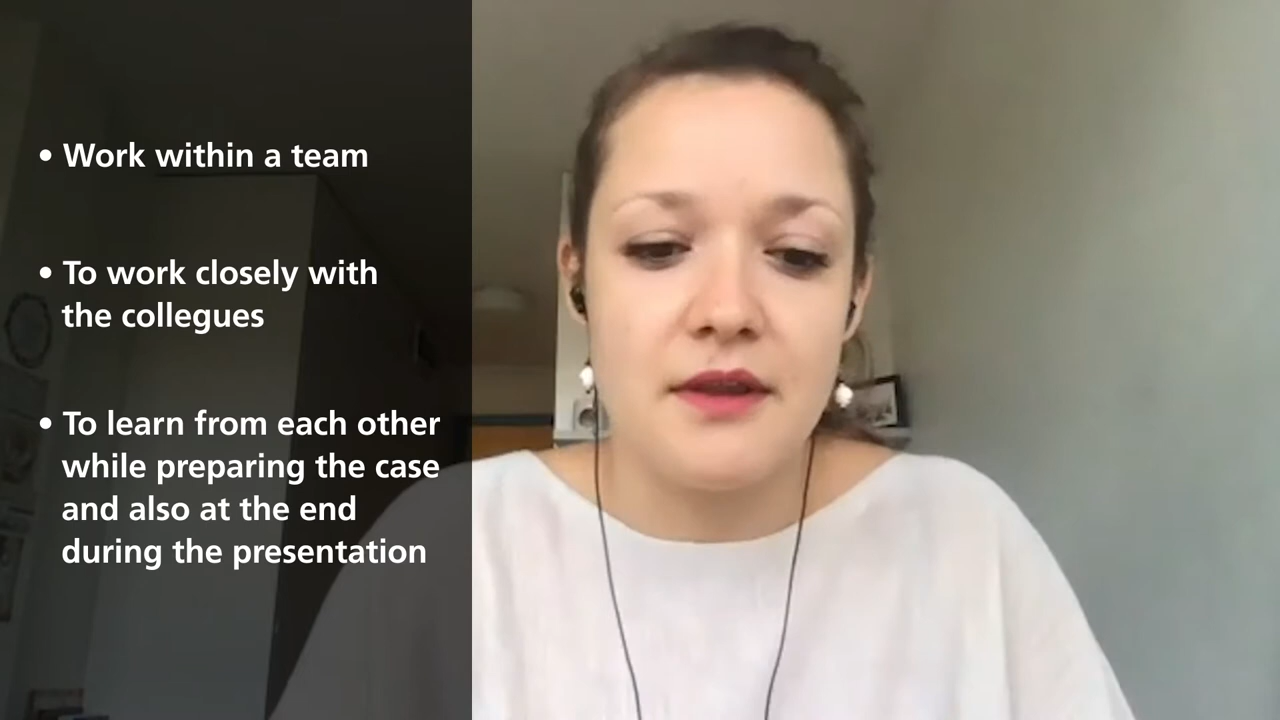 • Work within a team
• To work closely with
the collegues
• To learn from each other
while preparing the case
and also at the end
during the presentation